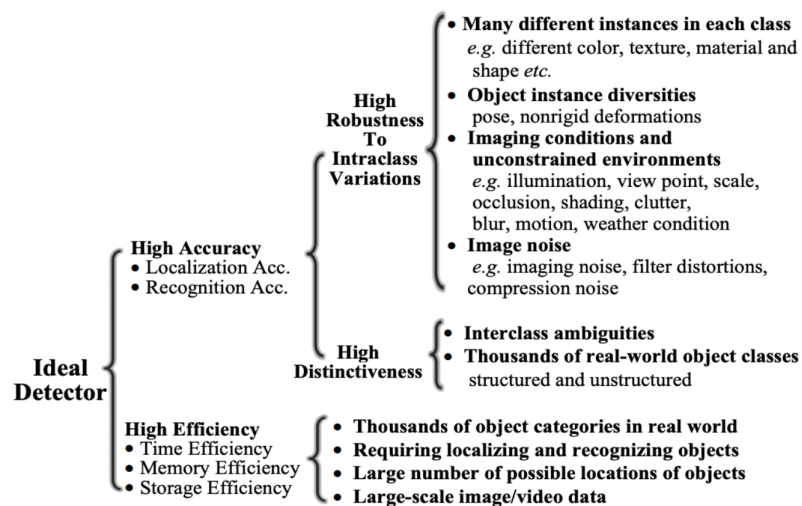 Ideal
Detector
High Accuracy
• Localization Acc.
• Recognition Acc.
High
Robustness
To
Intraclass
Variations
• Many different instances in each class
e.g. different color, texture, material and
shape etc.
• Object instance diversities
pose, nonrigid deformations
• Imaging conditions and
unconstrained environments
e.g. illumination, view point, scale,
occlusion, shading, clutter,
blur, motion, weather condition
• Image noise
e.g. imaging noise, filter distortions,
compression noise
High
Distinctiveness
• Interclass ambiguities
• Thousands of real-world object classes
structured and unstructured
High Efficiency
• Time Efficiency
• Memory Efficiency
• Storage Efficiency
• Thousands of object categories in real world
• Requiring localizing and recognizing objects
• Large number of possible locations of objects
• Large-scale image/video data